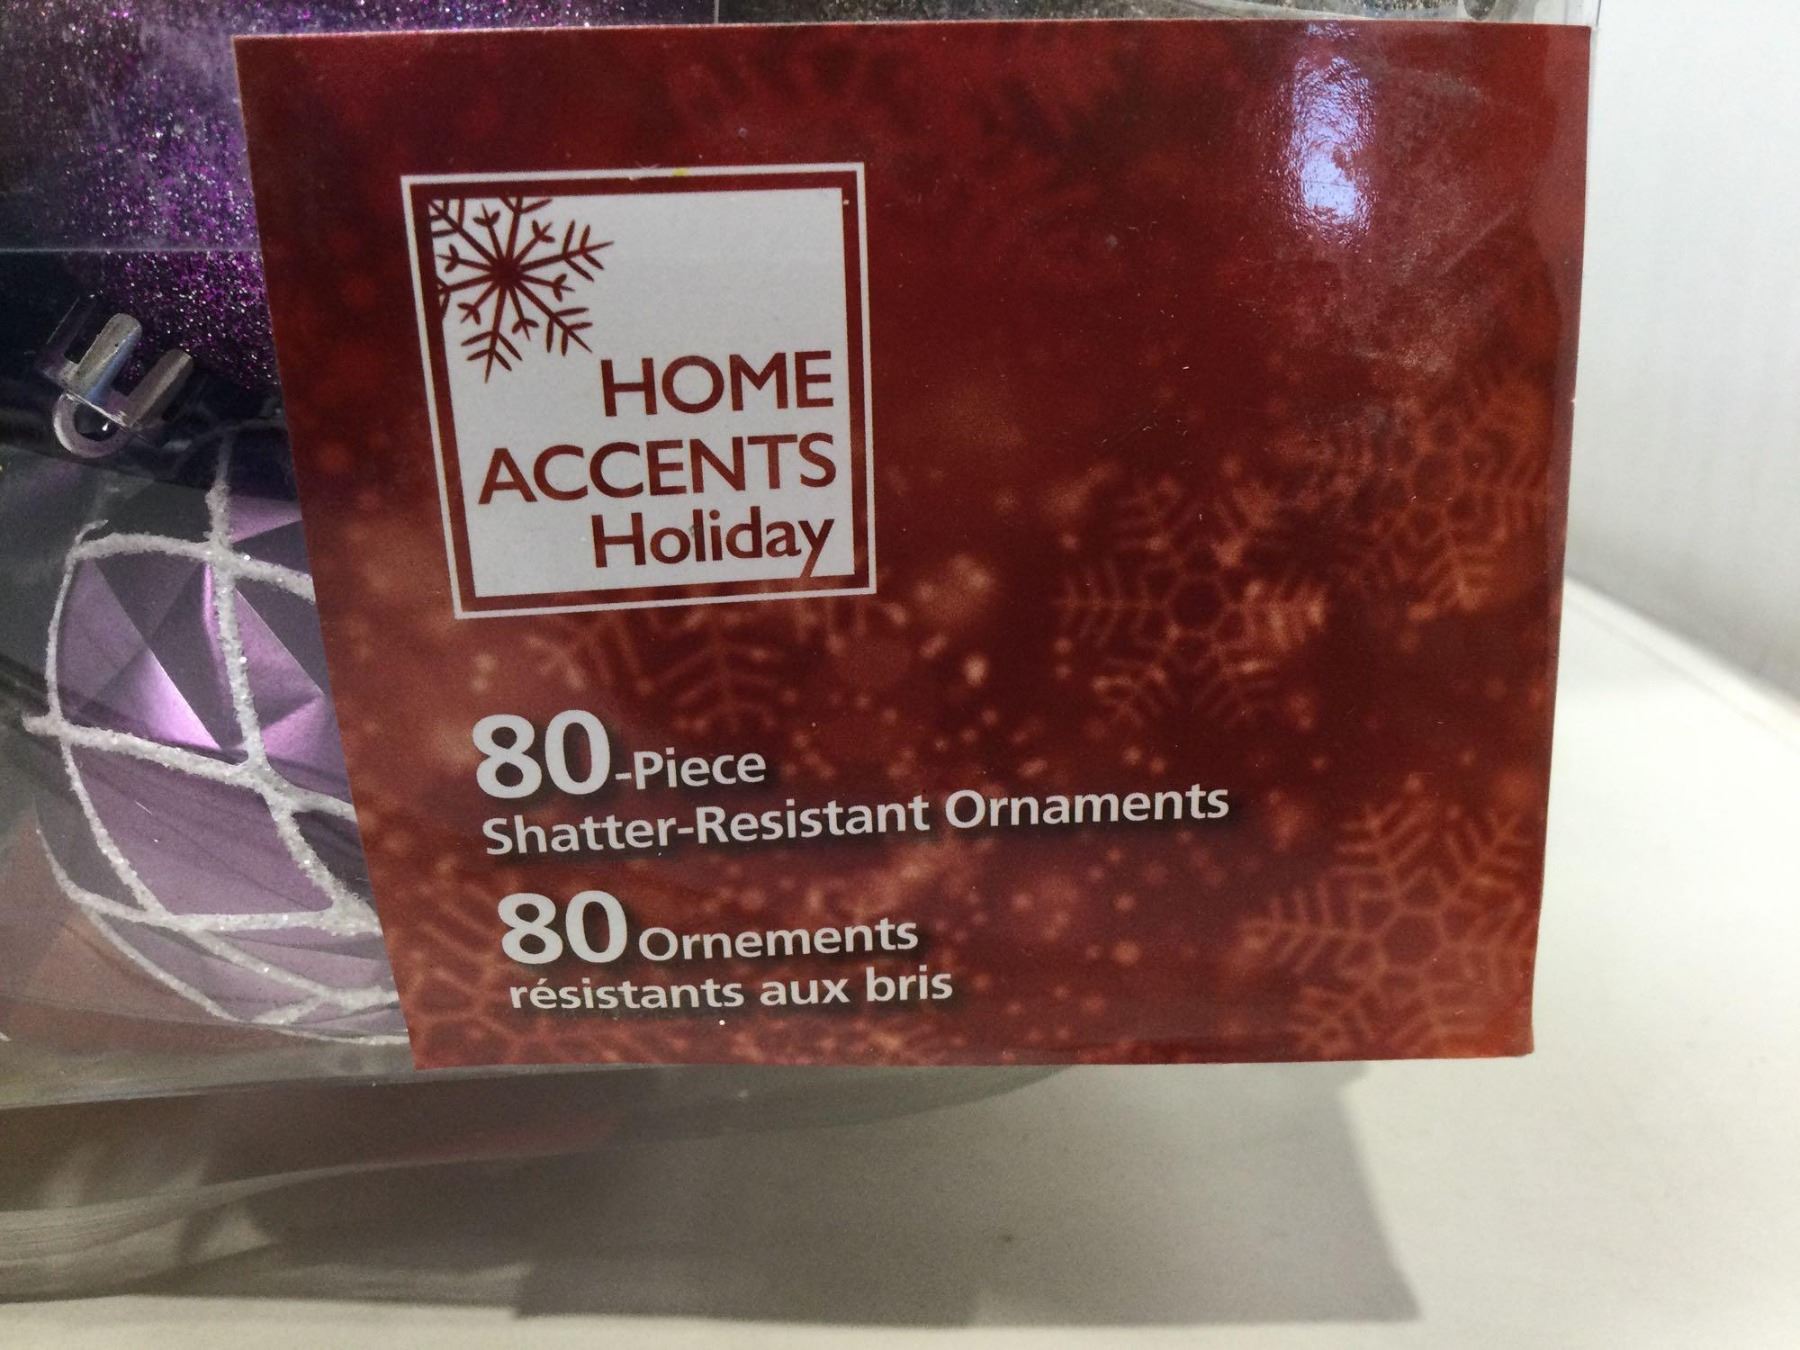 HOME
ACCENTS
Holiday
80-Piece
Shatter-Resistant Ornaments
80 Ornements
résistants aux bris